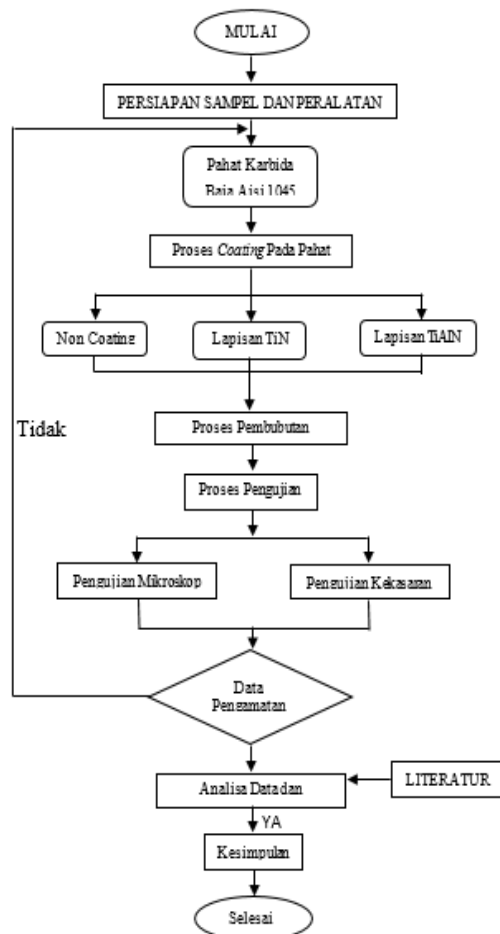 MULAI
PERSIAPAN SAMPEL DAN PERALATAN
Pahat Karbida
Baja Aisi 1045
Proses Coating Pada Pahat
Non Coating
Lapisan TiN
Lapisan TiAlN
Tidak
Proses Pembubutan
Proses Pengujian
Pengujian Mikroskop
Pengujian Kekasaran
Data
Pengamatan
Analisa Data dan
LITERATUR
YA
Kesimpulan
Selesai